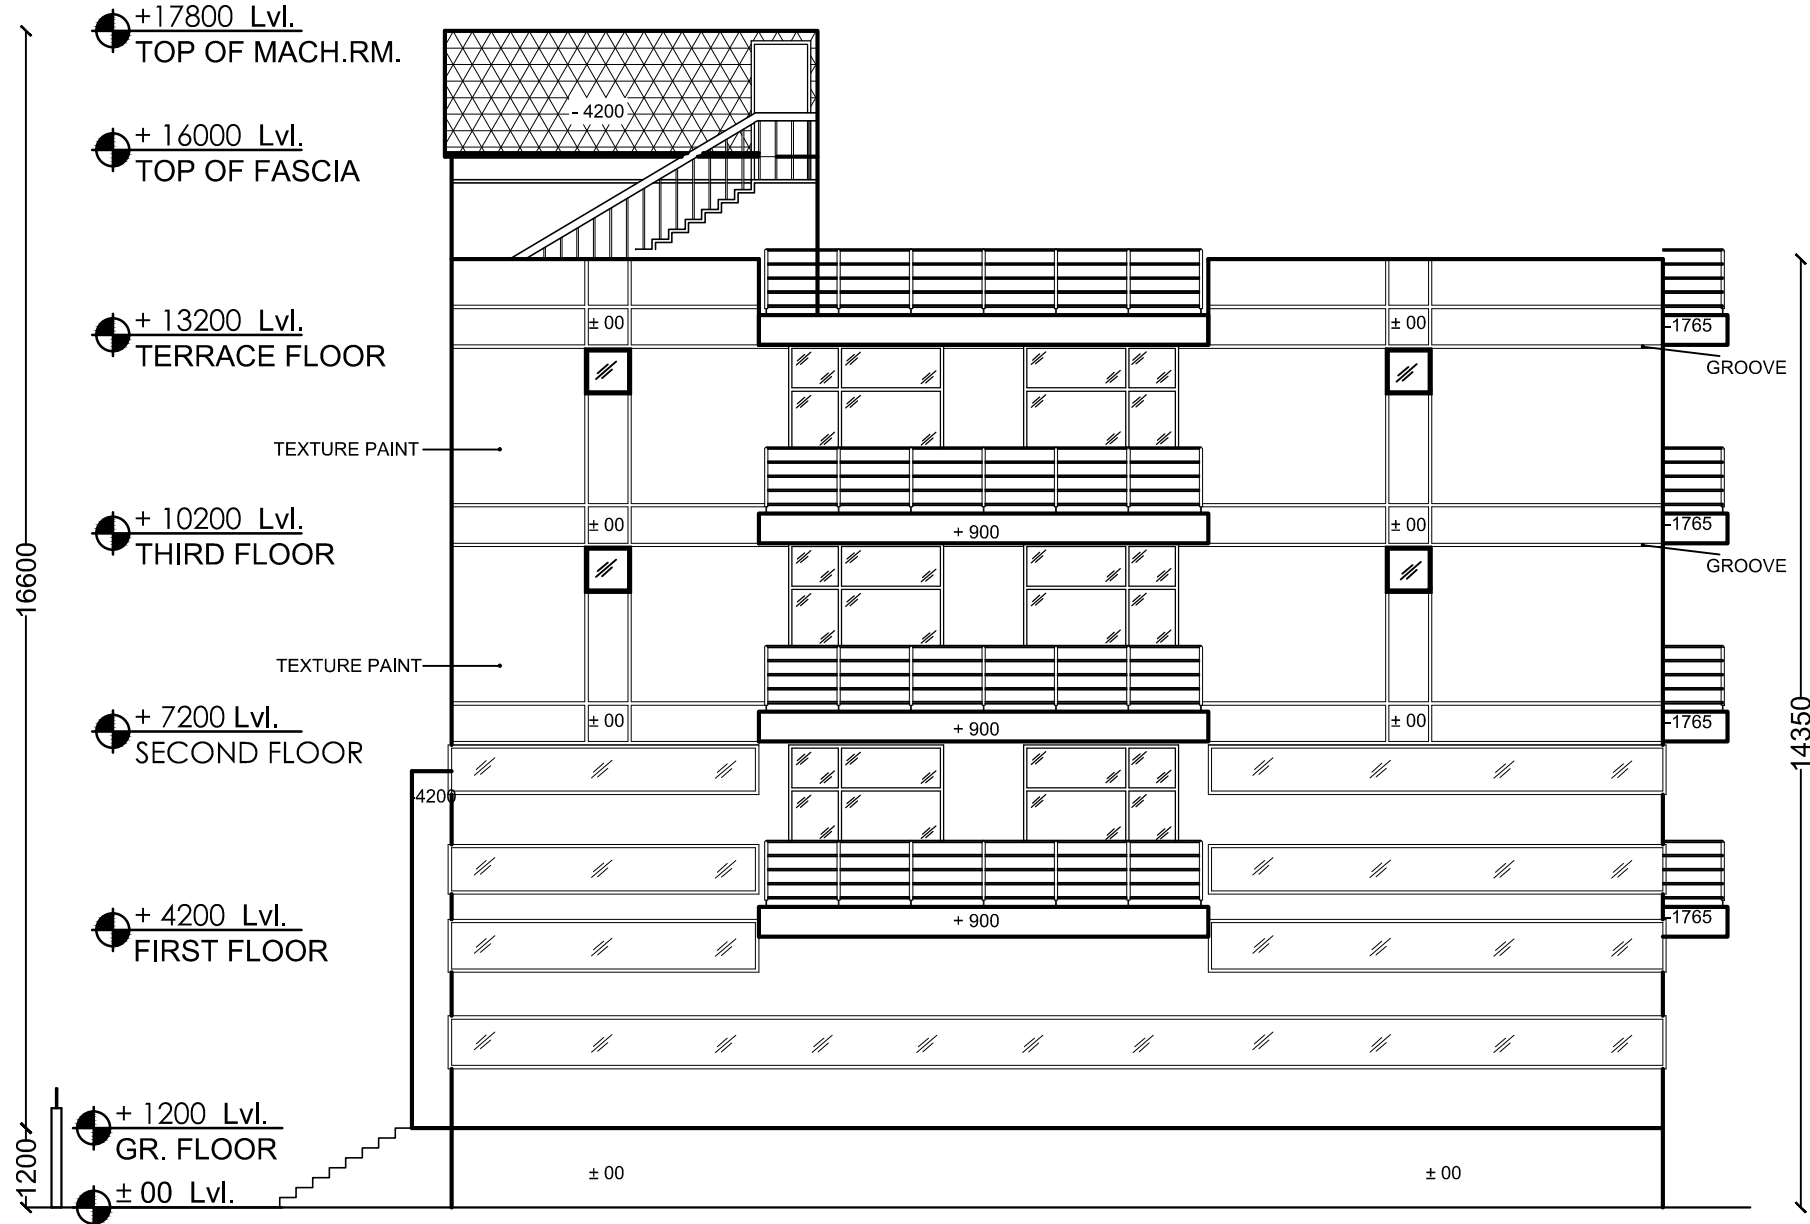 +17800 Lvl.
TOP OF MACH.RM.
- 4200
+ 16000 Lvl.
TOP OF FASCIA
+ 13200 Lvl.
TERRACE FLOOR
± 00
± 00
-1765
GROOVE
TEXTURE PAINT
+ 10200 Lvl.
THIRD FLOOR
± 00
+ 900
± 00
-1765
GROOVE
16600
TEXTURE PAINT
+ 7200 Lvl.
SECOND FLOOR
± 00
+ 900
± 00
-1765
14350
-4200
+ 4200 Lvl.
FIRST FLOOR
+ 900
-1765
+ 1200 Lvl.
GR. FLOOR
1200
± 00 Lvl.
± 00
± 00